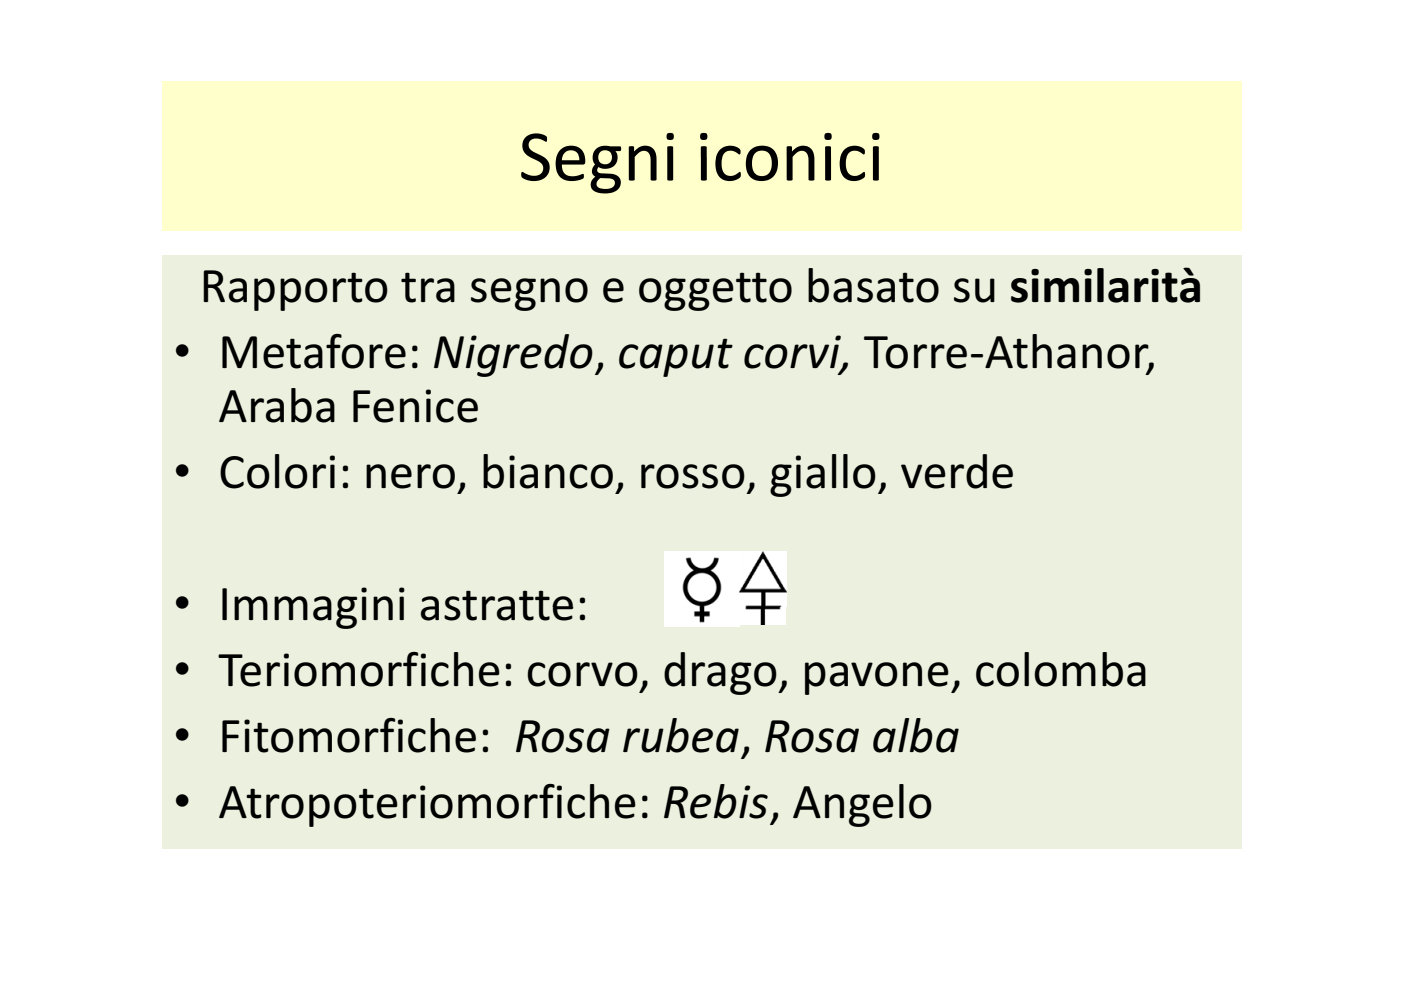 Segni iconici
Rapporto tra segno e oggetto basato su similarità
• Metafore: Nigredo, caput corvi, Torre-Athanor,
Araba Fenice
• Colori: nero, bianco, rosso, giallo, verde
• Immagini astratte: ☿ 🜍
• Teriomorfiche: corvo, drago, pavone, colomba
• Fitomorfiche: Rosa rubea, Rosa alba
• Atropoteriomorfiche: Rebis, Angelo